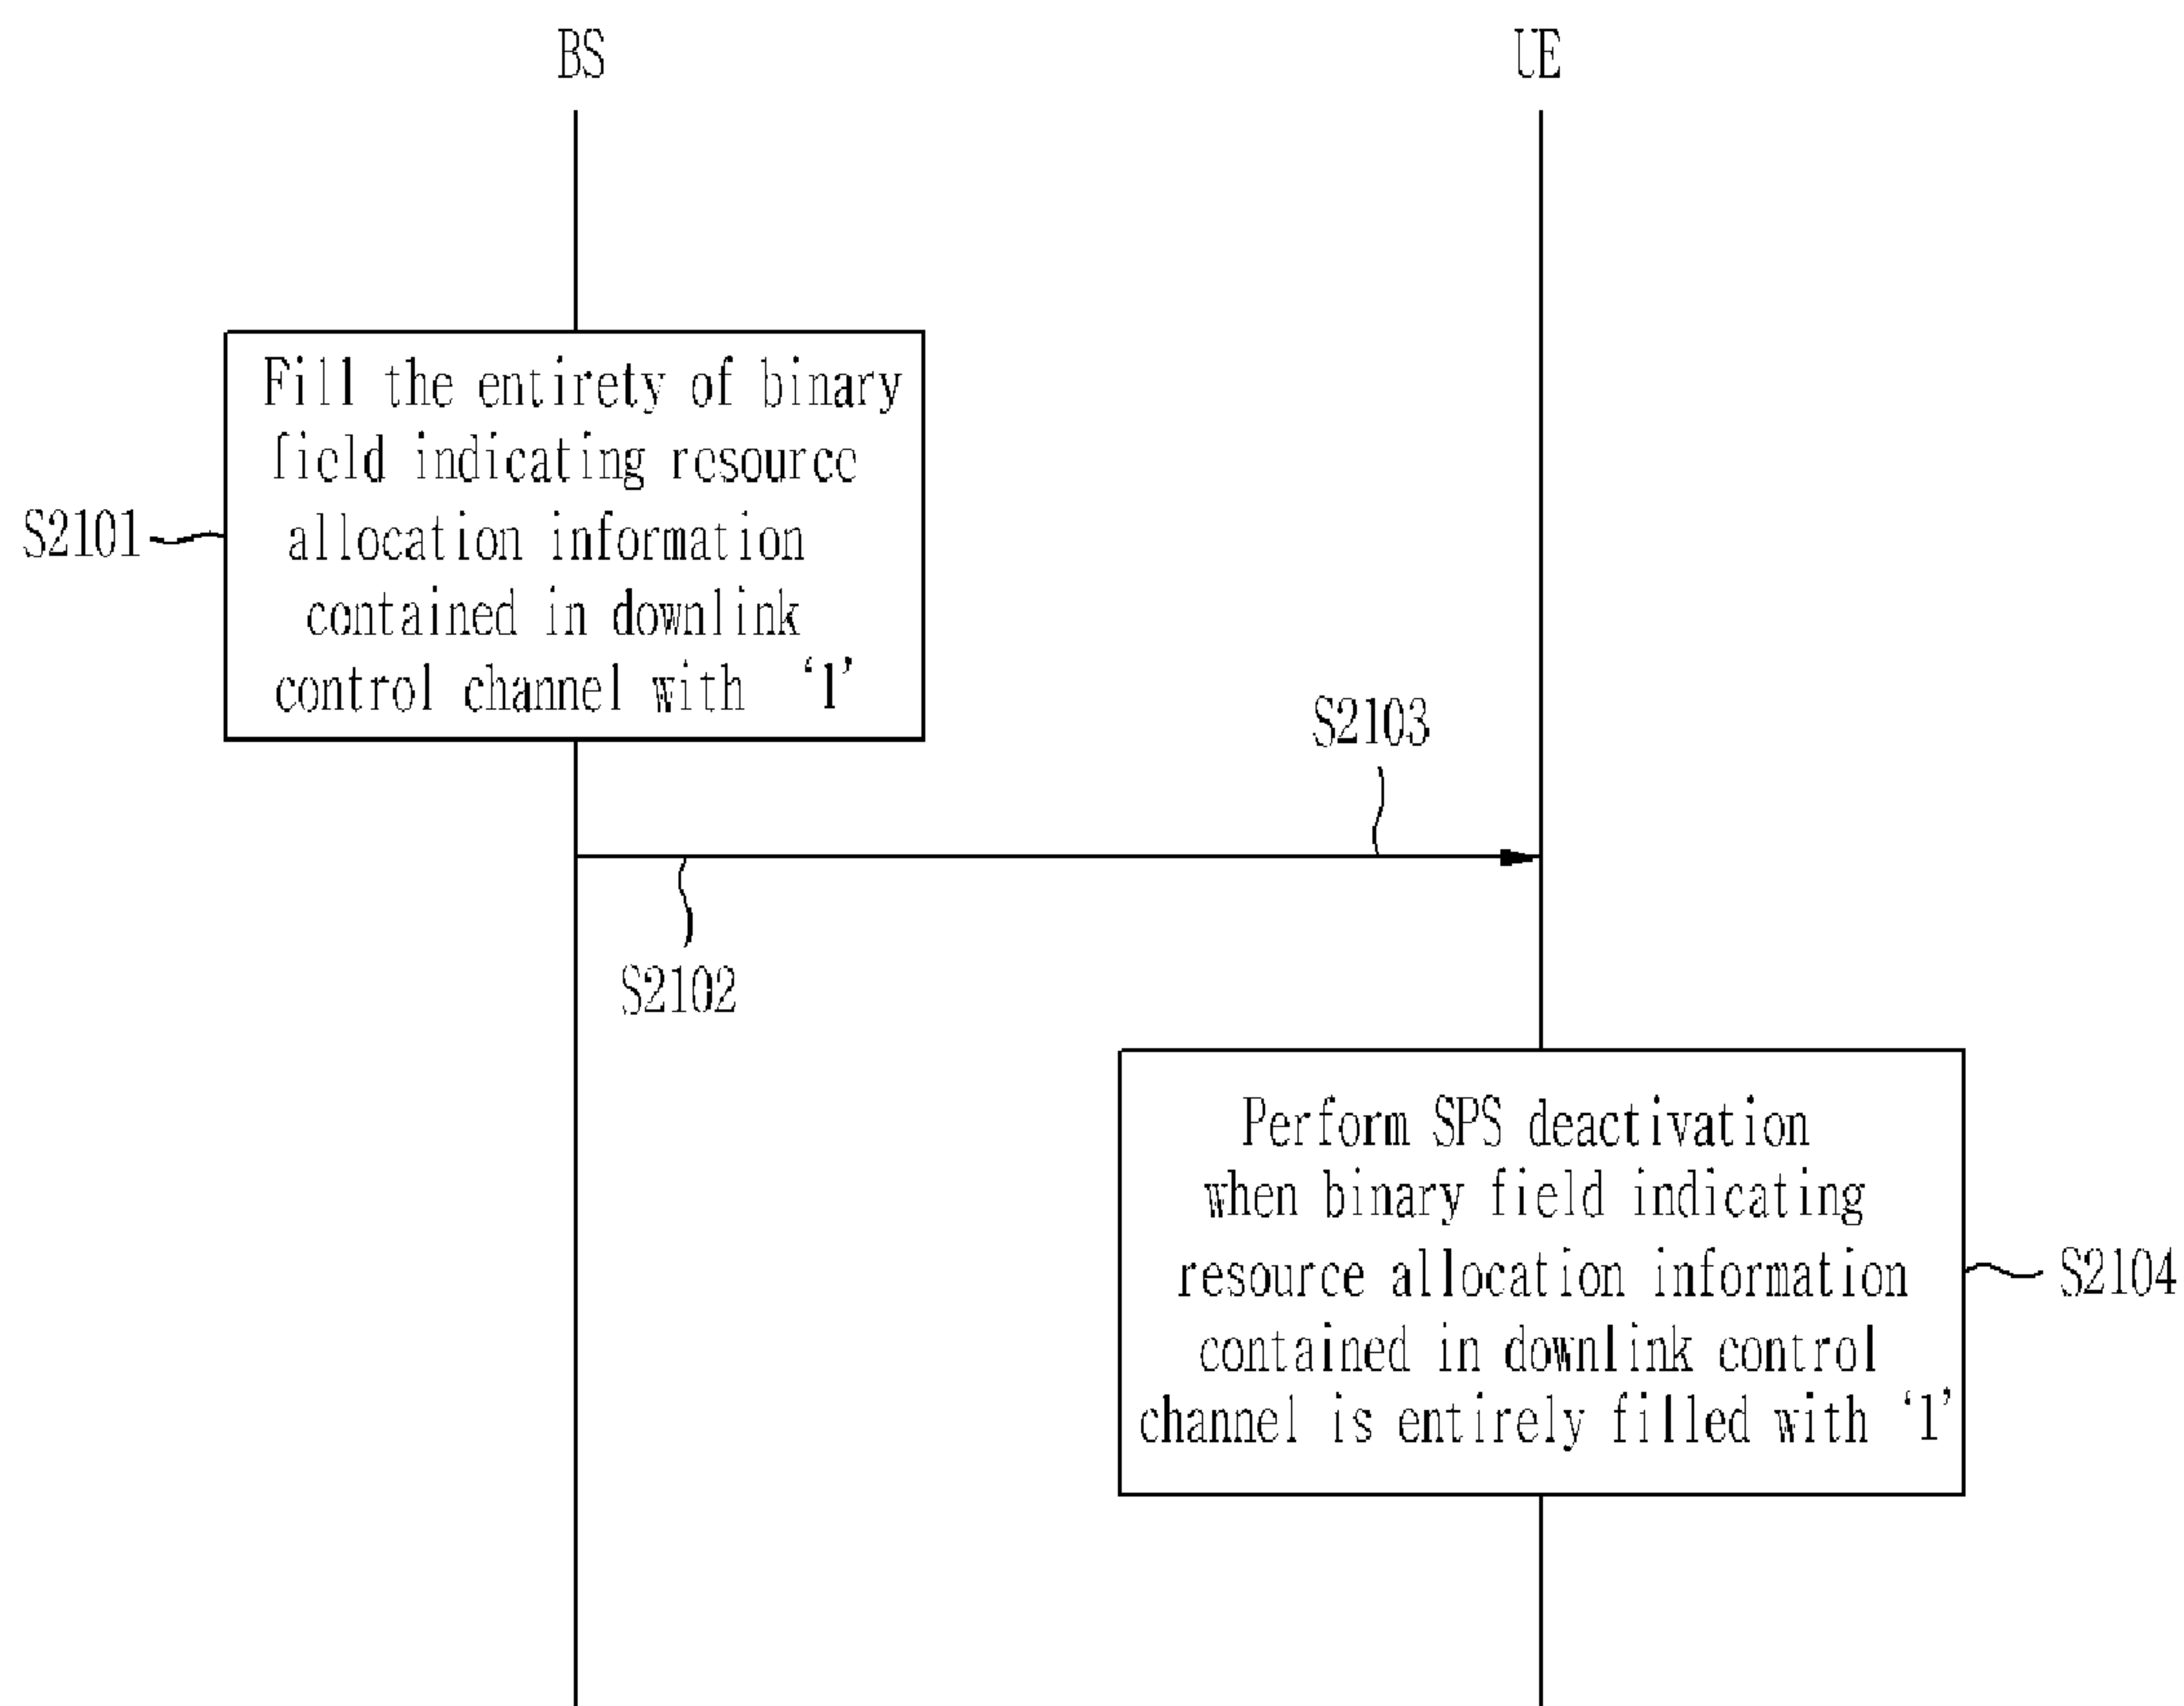 BS
UE
Fill the entirety of binary
field indicating resource
allocation information
contained in downlink
control channel with ‘1’
S2101
S2103
S2102
Perform SPS deactivation
when binary field indicating
resource allocation information
contained in downlink control
channel is entirely filled with ‘1’
S2104